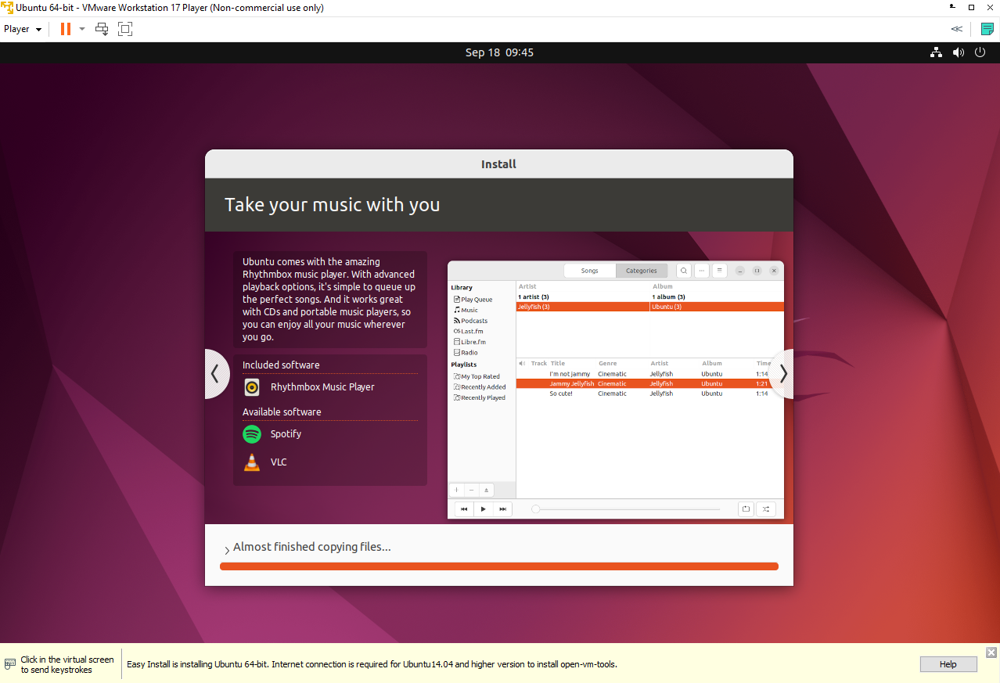 Ubuntu 64-bit - VMware Workstation 17 Player (Non-commercial use only)
Player
Sep 18 09:45
Install
Take your music with you
Ubuntu comes with the amazing
Rhythmbox music player. With advanced
playback options, it's simple to queue up
the perfect songs. And it works great
with CDs and portable music players, so
you can enjoy all your music wherever
you go.
Included software
Rhythmbox Music Player
Available software
Spotify
VLC
Songs Categories
Library
Play Queue
Music
Podcasts
Last.fm
Libre.fm
Radio
Playlists
My Top Rated
Recently Added
Recently Played
Artist Album
1 artist (3) 1 album (3)
Jellyfish (3) Ubuntu (3)
Track Title Genre Artist Album Time
I'm not jammy Cinematic Jellyfish Ubuntu 1:14
Jammy Jellyfish Cinematic Jellyfish Ubuntu 1:21
So cute! Cinematic Jellyfish Ubuntu 1:14
Almost finished copying files...
Click in the virtual screen
to send keystrokes
Easy Install is installing Ubuntu 64-bit. Internet connection is required for Ubuntu14.04 and higher version to install open-vm-tools.
Help